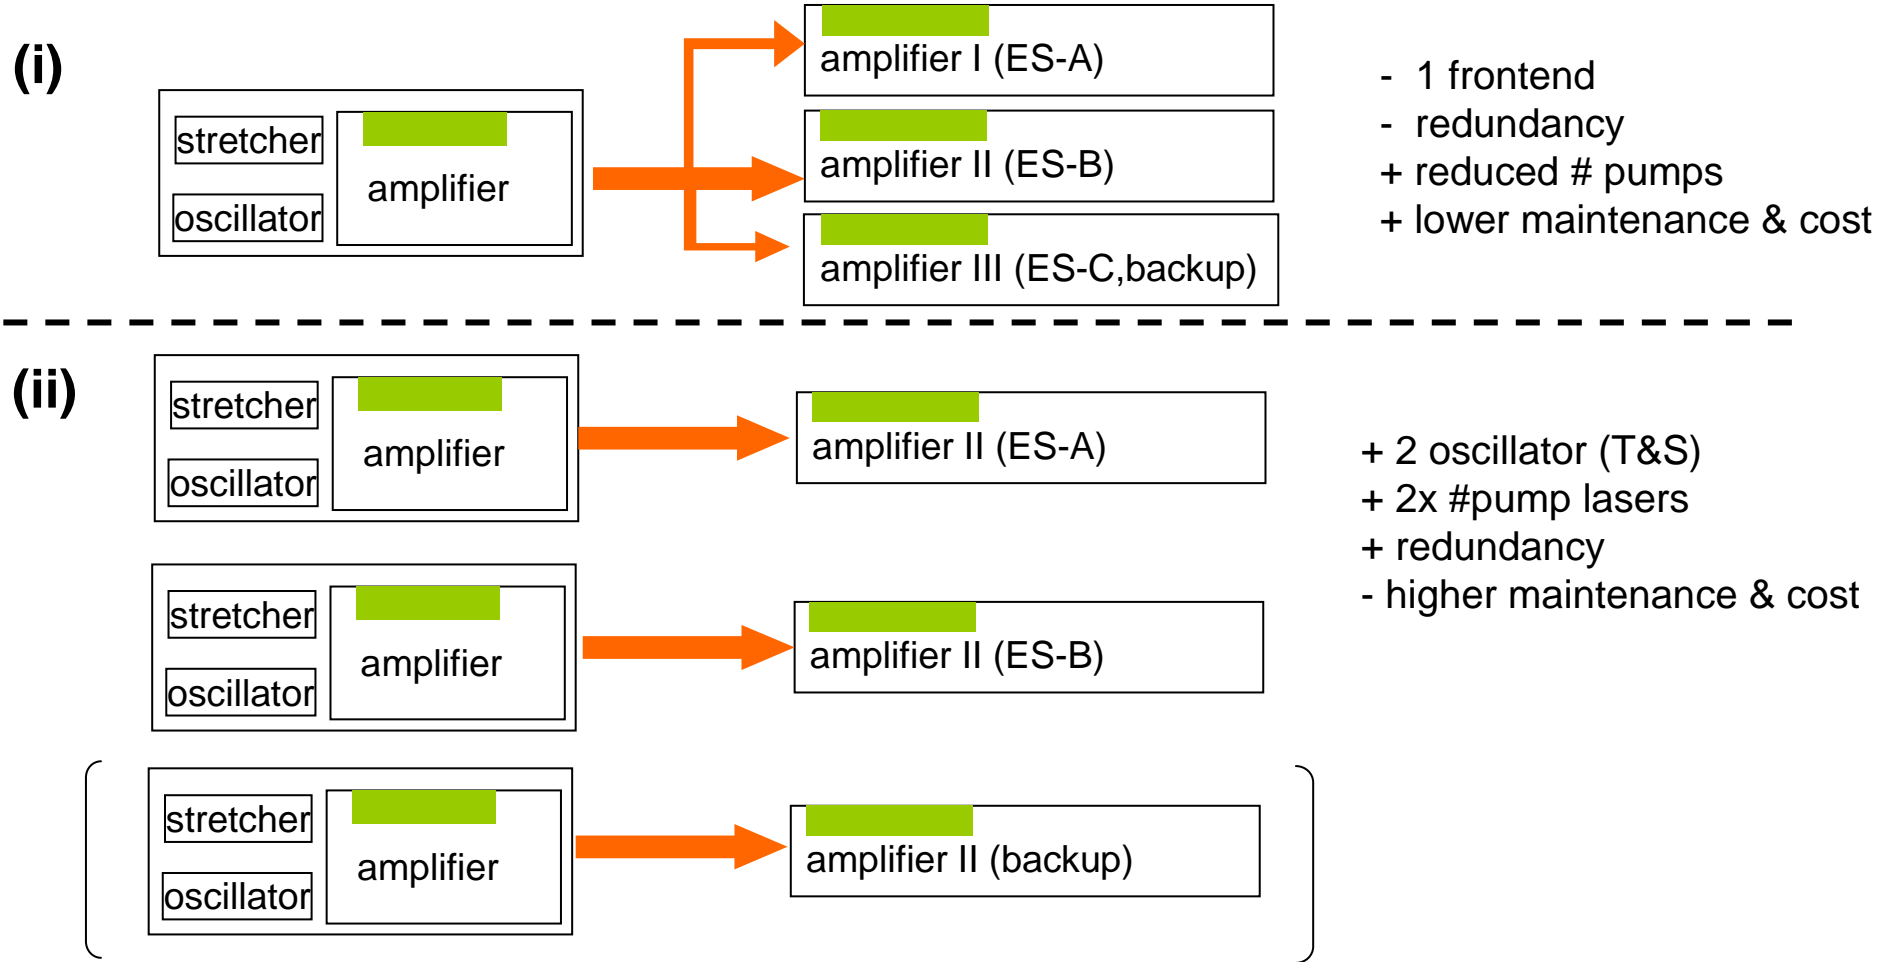 (i)
stretcher
oscillator
amplifier
amplifier I (ES-A)
amplifier II (ES-B)
amplifier III (ES-C,backup)
- 1 frontend
- redundancy
+ reduced # pumps
+ lower maintenance & cost
(ii)
stretcher
oscillator
amplifier
amplifier II (ES-A)
stretcher
oscillator
amplifier
amplifier II (ES-B)
stretcher
oscillator
amplifier
amplifier II (backup)
+ 2 oscillator (T&S)
+ 2x #pump lasers
+ redundancy
- higher maintenance & cost